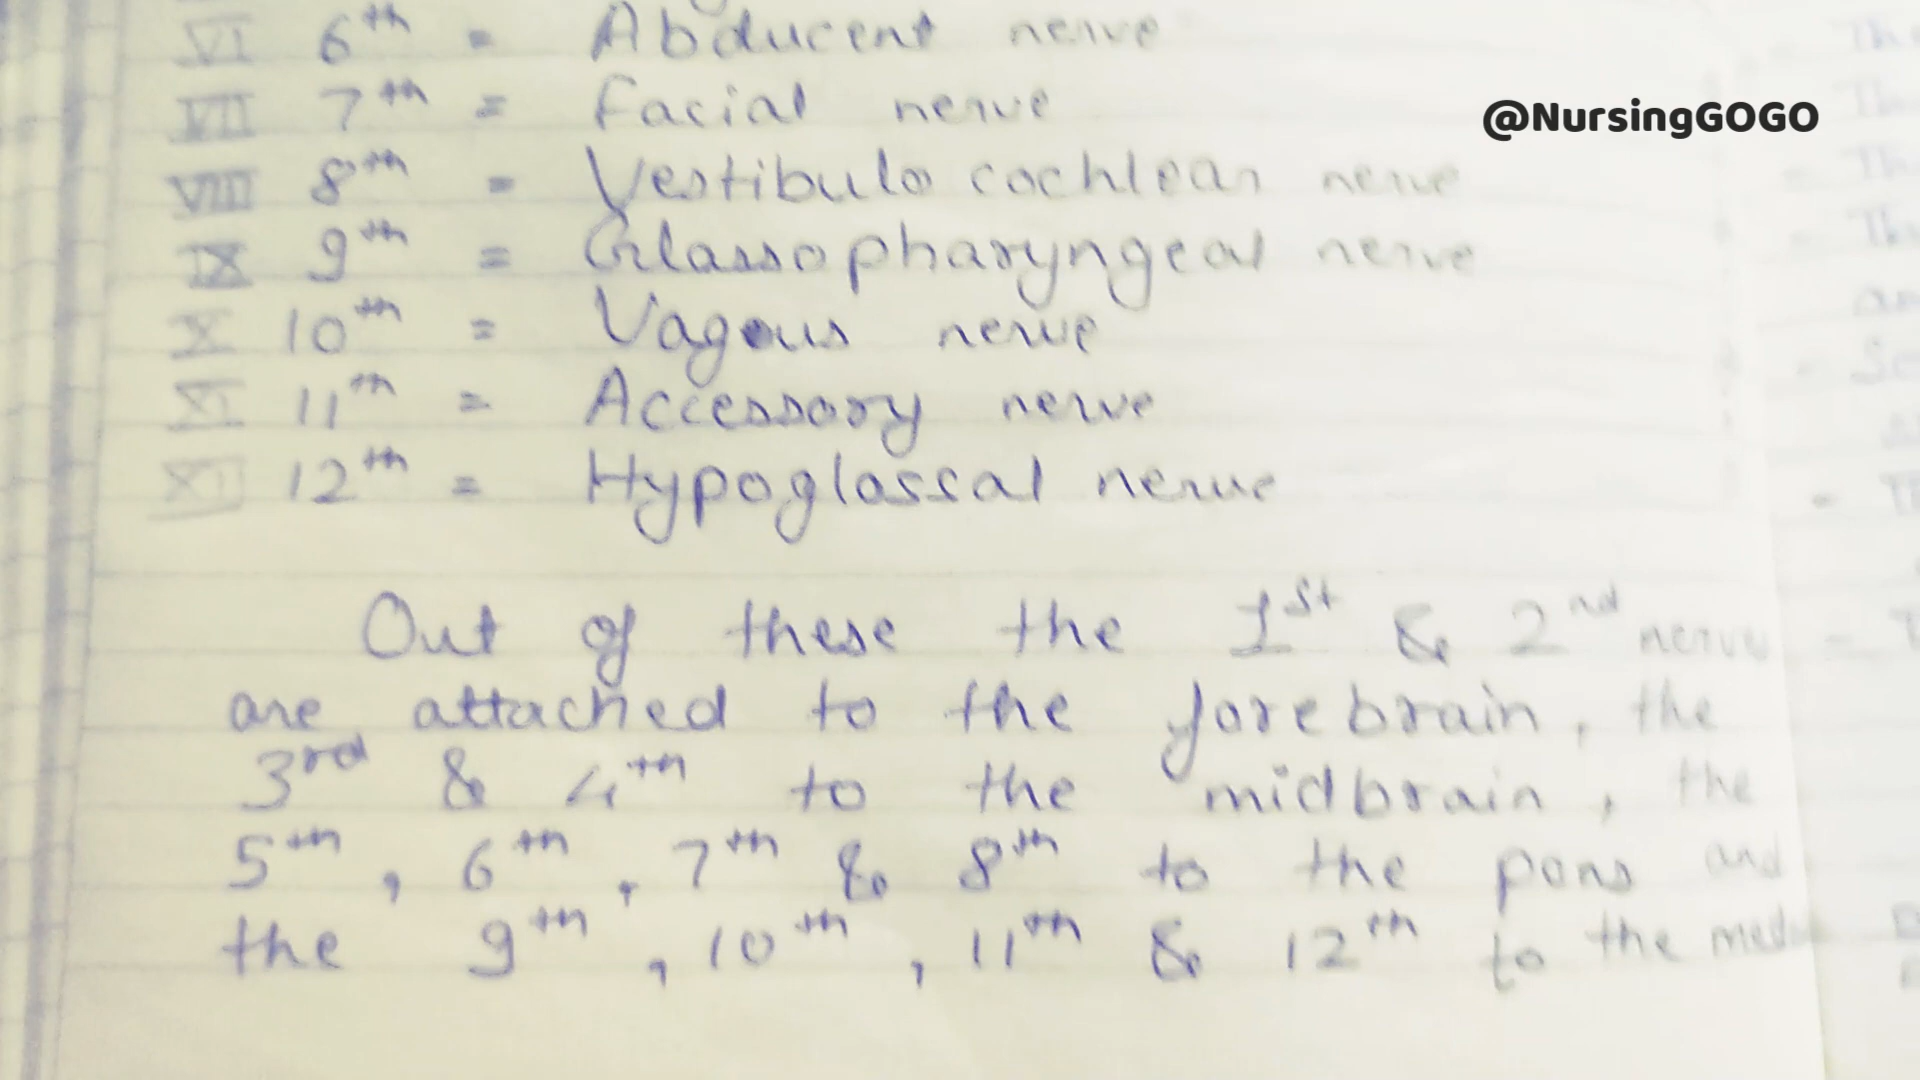 VI 6th = Abducent nerve
VII 7th = facial nerve
@NursingGOGO
VIII 8th = Vestibulo cochlear nerve
IX 9th = Glassopharyngeal nerve
X 10th = Vagous nerve
XI 11th = Accessory nerve
XII 12th = Hypoglassal nerve
Out of these the 1st & 2nd nerves
are attached to the forebrain, the
3rd & 4th to the midbrain, the
5th, 6th, 7th & 8th to the pons and
the 9th, 10th, 11th & 12th to the